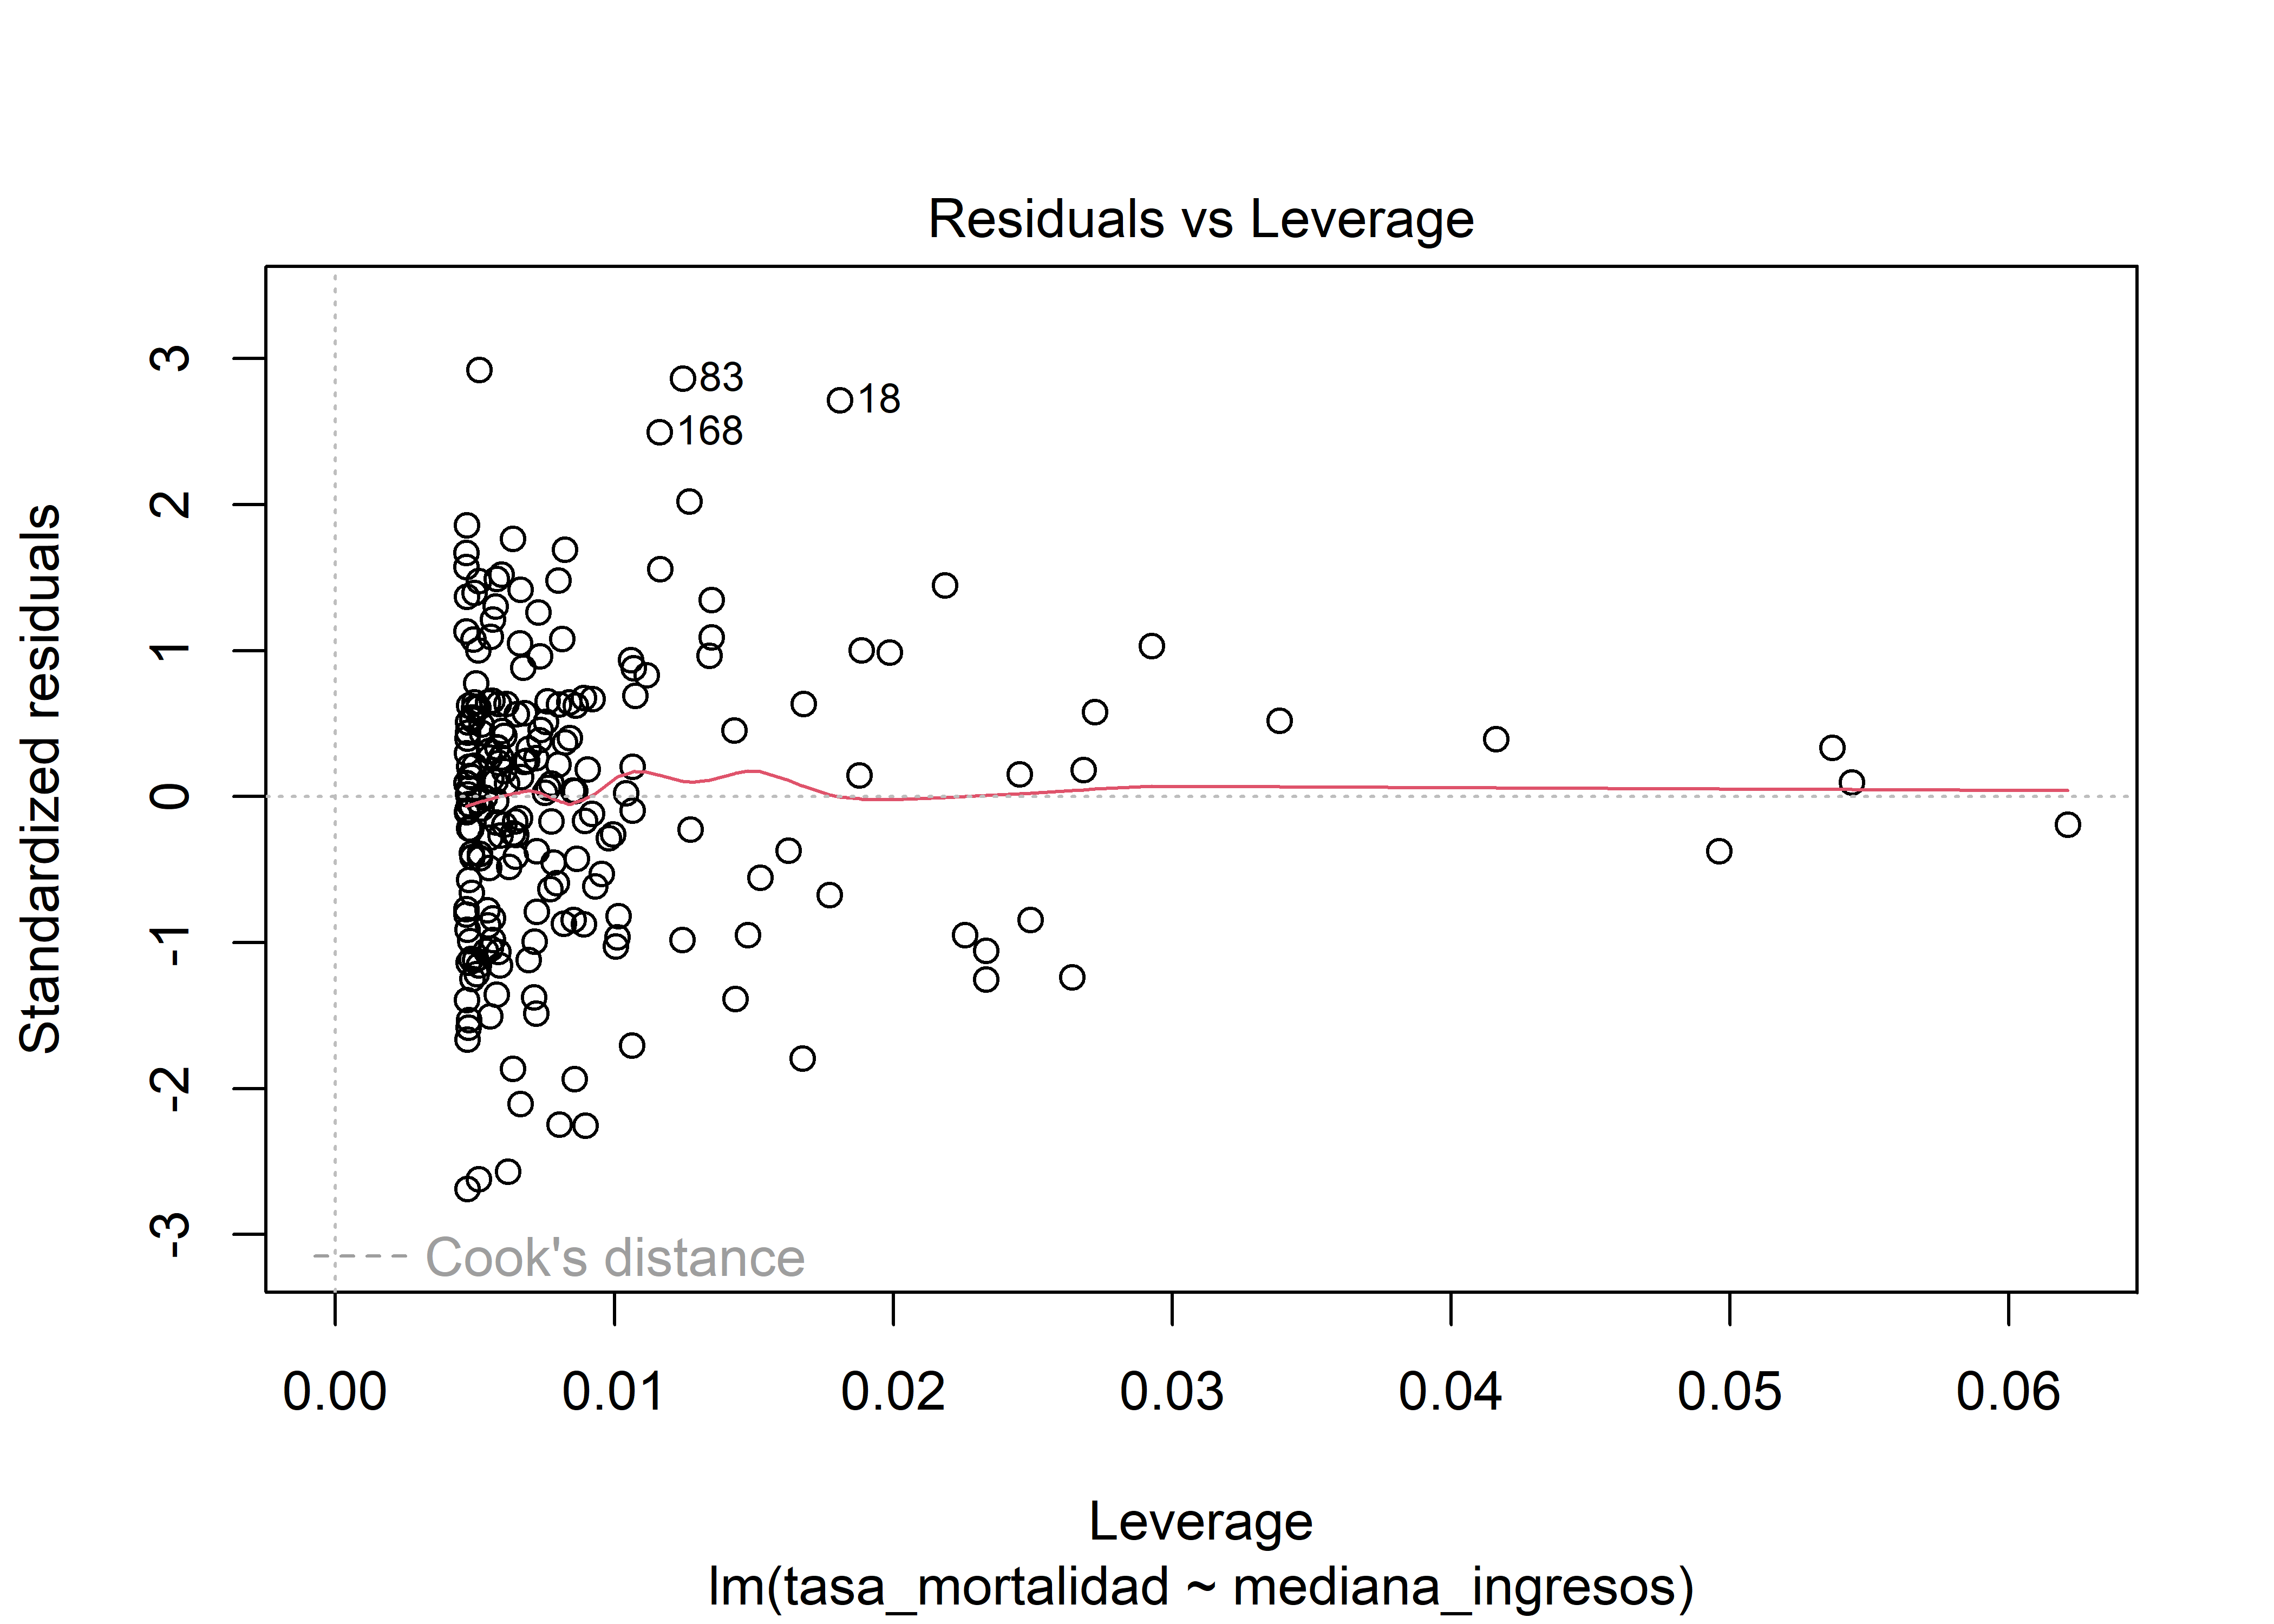 Residuals vs Leverage
3
2
1
0
-1
-2
-3
Standardized residuals
83
18
168
Cook's distance
0.00 0.01 0.02 0.03 0.04 0.05 0.06
Leverage
lm(tasa_mortalidad ~ mediana_ingresos)